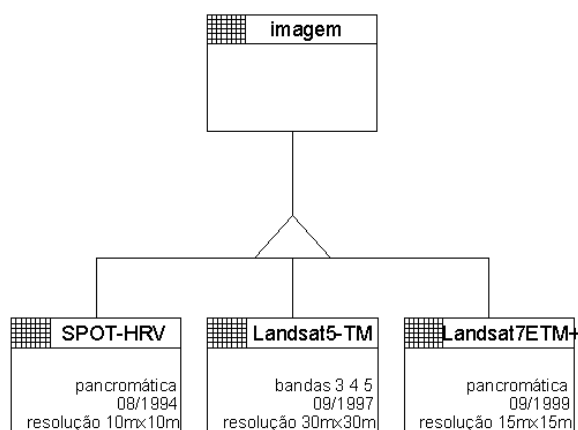 imagem
SPOT-HRV
pancromática
08/1994
resolução 10mx10m
Landsat5-TM
bandas 3 4 5
09/1997
resolução 30mx30m
Landsat7ETM+
pancromática
09/1999
resolução 15mx15m